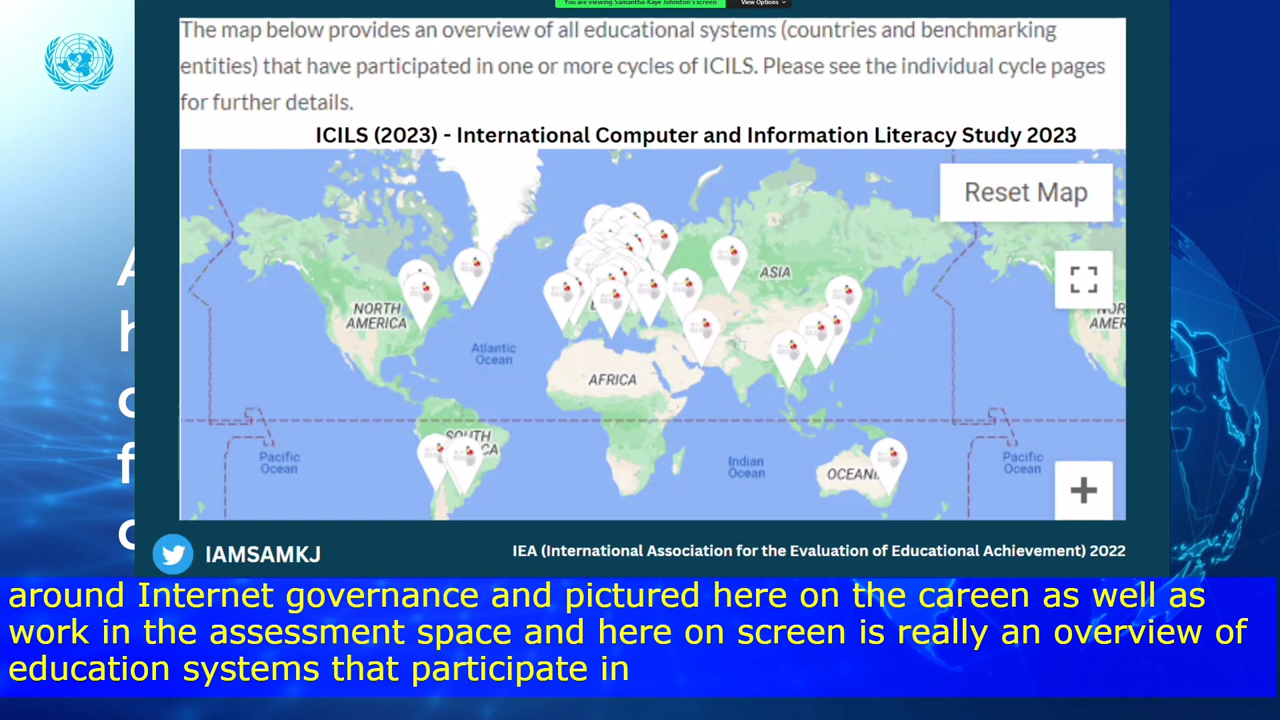 You are viewing Samantha-Kaye Johnston's screen
View Options
The map below provides an overview of all educational systems (countries and benchmarking
entities) that have participated in one or more cycles of ICILS. Please see the individual cycle pages
for further details.
ICILS (2023) - International Computer and Information Literacy Study 2023
Reset Map
ASIA
NORTH
AMERICA
Atlantic
Ocean
AFRICA
SOUTH
Pacific
Ocean
Indian
Ocean
Pacific
Ocean
IAMSAMKJ
IEA (International Association for the Evaluation of Educational Achievement) 2022
around Internet governance and pictured here on the careen as well as
work in the assessment space and here on screen is really an overview of
education systems that participate in